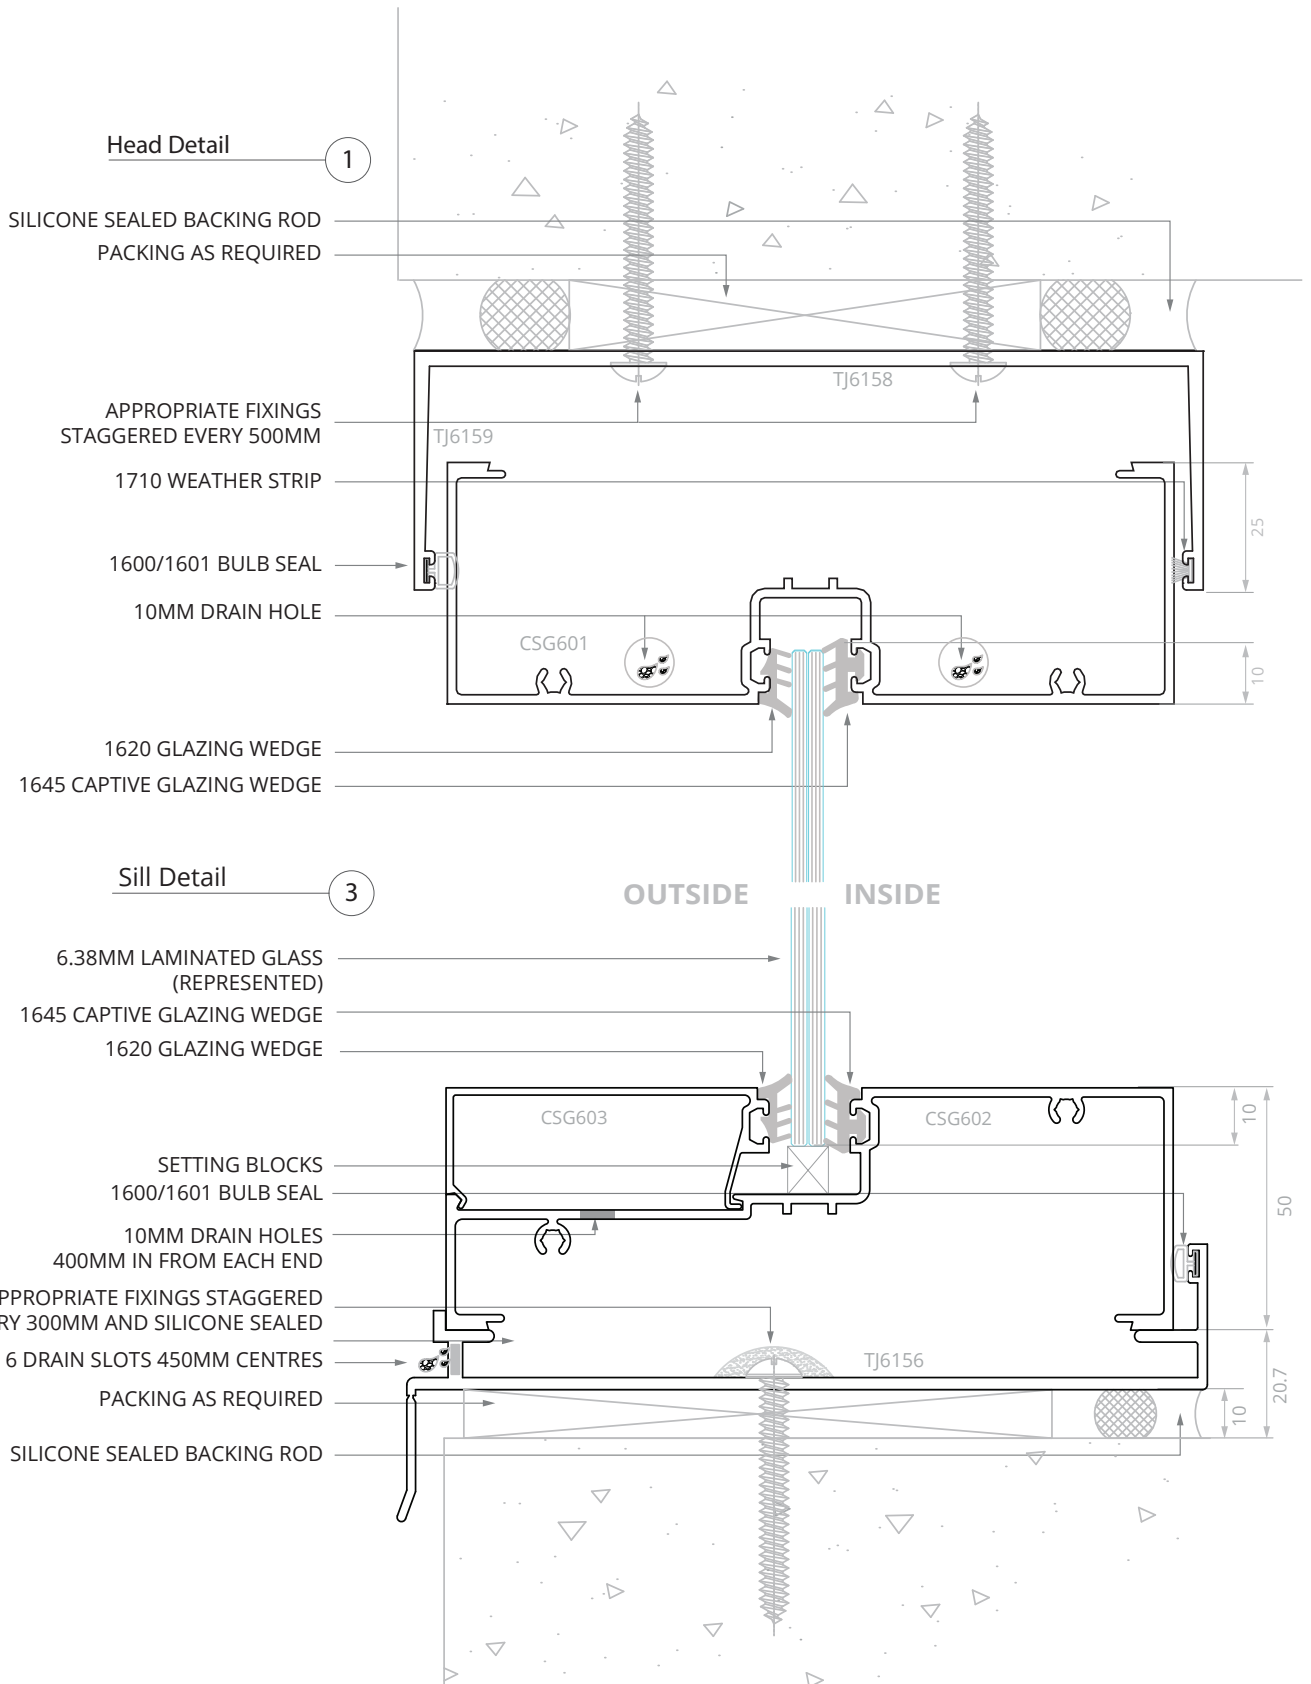 Head Detail
1
SILICONE SEALED BACKING ROD
PACKING AS REQUIRED
TJ6158
APPROPRIATE FIXINGS
STAGGERED EVERY 500MM
TJ6159
1710 WEATHER STRIP
25
1600/1601 BULB SEAL
10MM DRAIN HOLE
CSG601
10
1620 GLAZING WEDGE
1645 CAPTIVE GLAZING WEDGE
Sill Detail
3
OUTSIDE
INSIDE
6.38MM LAMINATED GLASS
(REPRESENTED)
1645 CAPTIVE GLAZING WEDGE
1620 GLAZING WEDGE
CSG603
CSG602
10
SETTING BLOCKS
1600/1601 BULB SEAL
50
10MM DRAIN HOLES
400MM IN FROM EACH END
PPROPRIATE FIXINGS STAGGERED
RY 300MM AND SILICONE SEALED
6 DRAIN SLOTS 450MM CENTRES
TJ6156
20.7
PACKING AS REQUIRED
10
SILICONE SEALED BACKING ROD